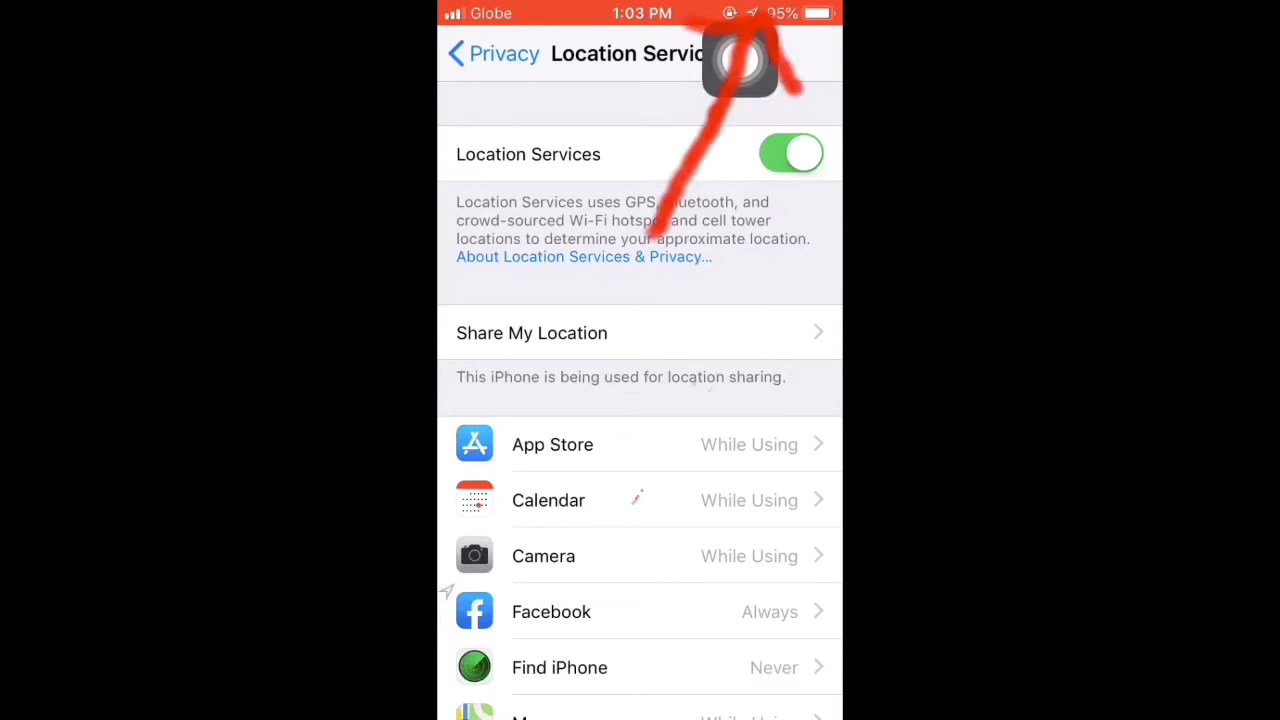 Globe 1:03 PM 95%
Privacy Location Servic
Location Services
Location Services uses GPS, Bluetooth, and
crowd-sourced Wi-Fi hotspot and cell tower
locations to determine your approximate location.
About Location Services & Privacy...
Share My Location
This iPhone is being used for location sharing.
App Store While Using
Calendar While Using
Camera While Using
Facebook Always
Find iPhone Never